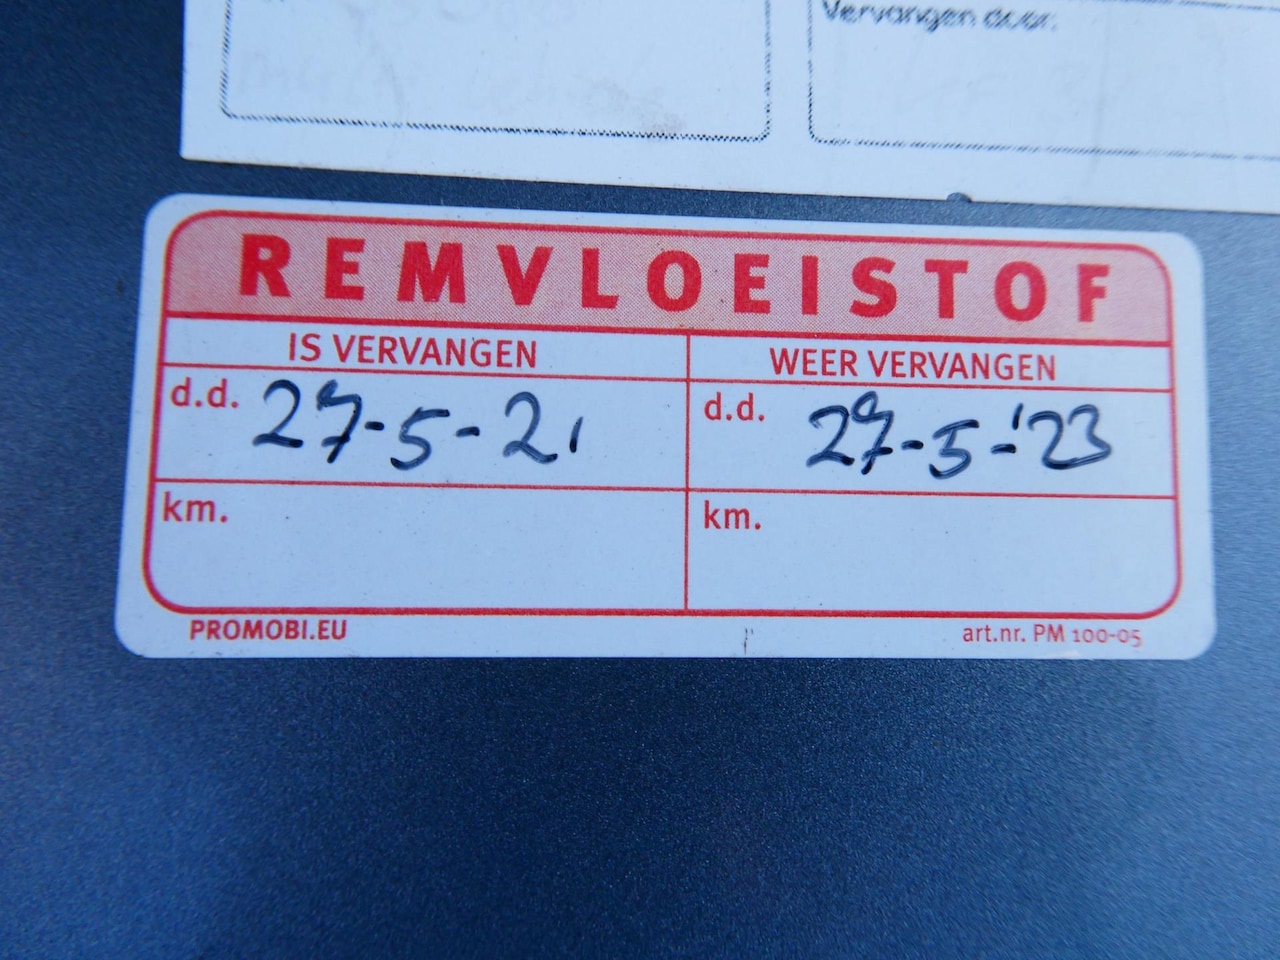 Vervangen door:
REMVLOEISTOF
IS VERVANGEN
WEER VERVANGEN
d.d. 27-5-21
d.d. 27-5-'23
km.
km.
PROMOBI.EU
art.nr. PM 100-05